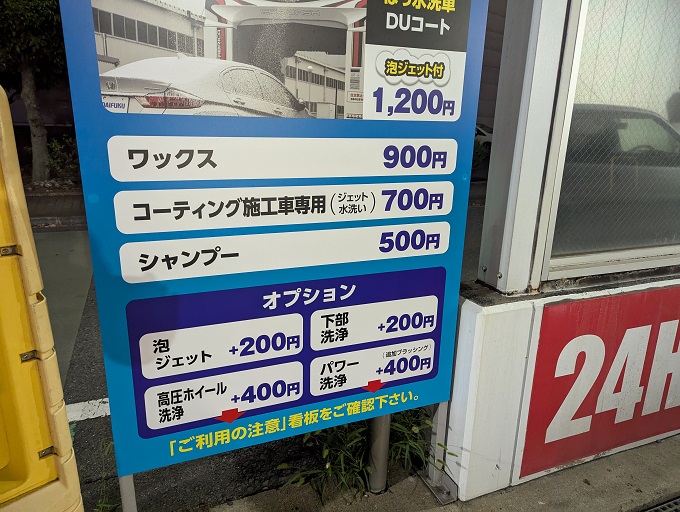 はっ水洗車
DUコート
泡ジェット付
1,200円
DAIFUKU
ワックス 900円
コーティング施工車専用(ジェット水洗い) 700円
シャンプー 500円
オプション
泡ジェット +200円
下部洗浄 +200円
高圧ホイール洗浄 +400円
パワー洗浄 (追加ブラッシング) +400円
「ご利用の注意」看板をご確認下さい。
24H